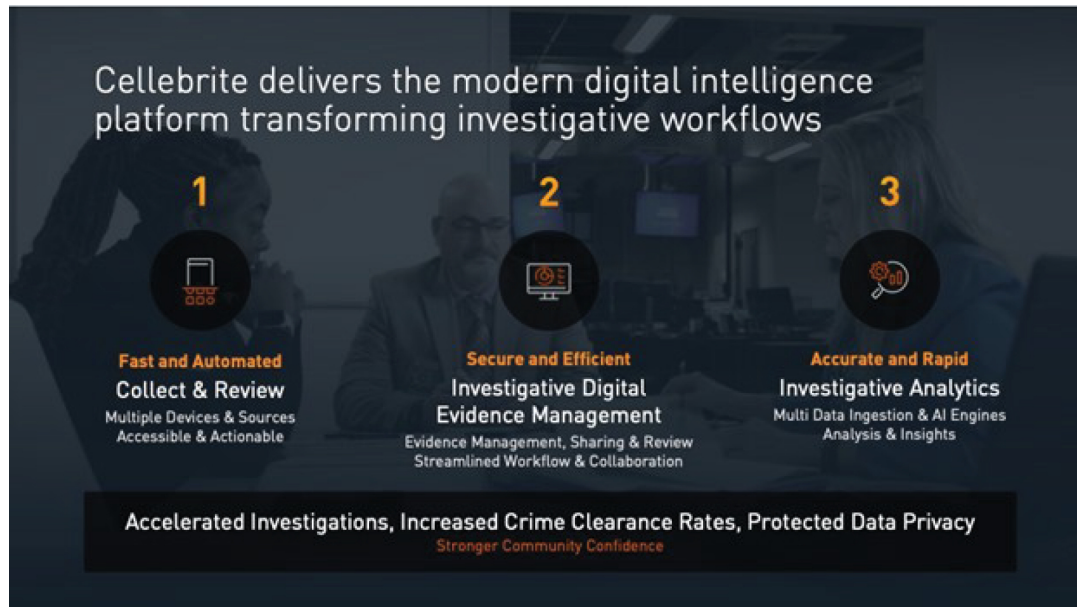 Cellebrite delivers the modern digital intelligence
platform transforming investigative workflows
1
Fast and Automated
Collect & Review
Multiple Devices & Sources
Accessible & Actionable
2
Secure and Efficient
Investigative Digital
Evidence Management
Evidence Management, Sharing & Review
Streamlined Workflow & Collaboration
3
Accurate and Rapid
Investigative Analytics
Multi Data Ingestion & AI Engines
Analysis & Insights
Accelerated Investigations, Increased Crime Clearance Rates, Protected Data Privacy
Stronger Community Confidence